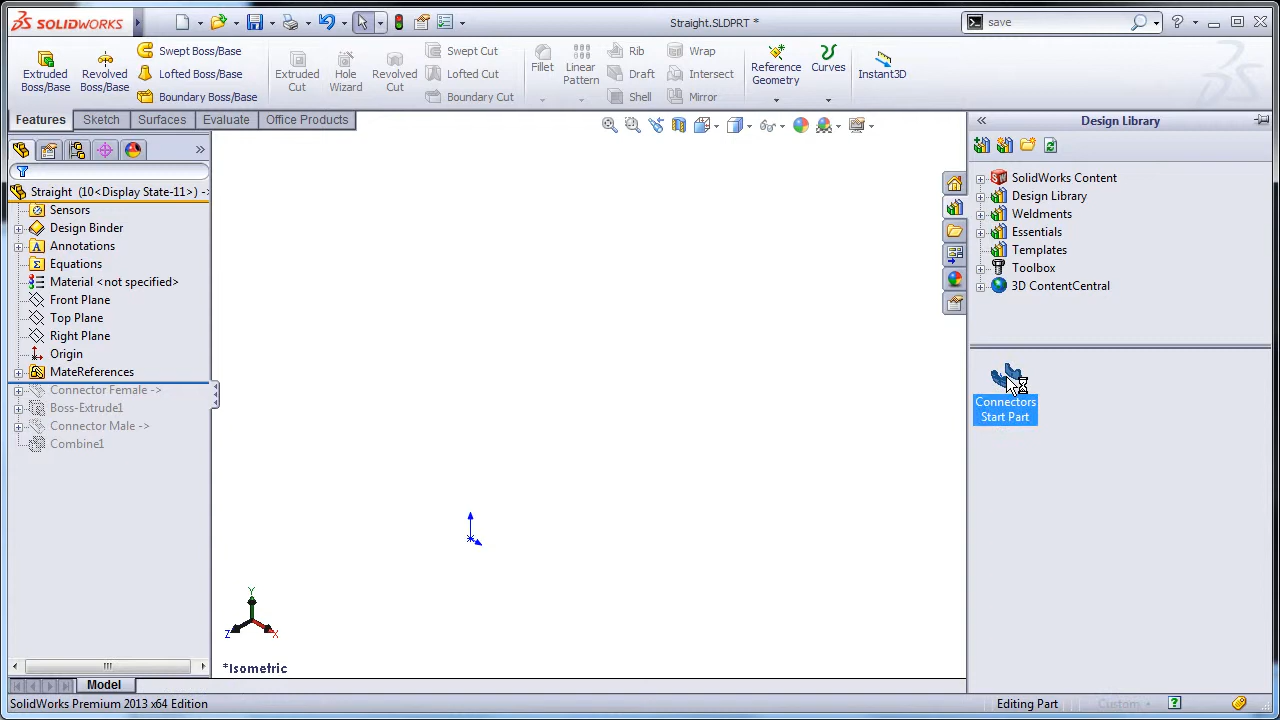 SOLIDWORKS
Straight.SLDPRT *
save
Extruded Boss/Base
Revolved Boss/Base
Swept Boss/Base
Lofted Boss/Base
Boundary Boss/Base
Extruded Cut
Hole Wizard
Revolved Cut
Swept Cut
Lofted Cut
Boundary Cut
Fillet
Linear Pattern
Rib
Draft
Shell
Wrap
Intersect
Mirror
Reference Geometry
Curves
Instant3D
Features
Sketch
Surfaces
Evaluate
Office Products
Straight (10<Display State-11>) ->
Sensors
Design Binder
Annotations
Equations
Material <not specified>
Front Plane
Top Plane
Right Plane
Origin
MateReferences
Connector Female ->
Boss-Extrude1
Connector Male ->
Combine1
Y
Z
X
*Isometric
Design Library
SolidWorks Content
Design Library
Weldments
Essentials
Templates
Toolbox
3D ContentCentral
Connectors
Start Part
Model
SolidWorks Premium 2013 x64 Edition
Editing Part
Custom